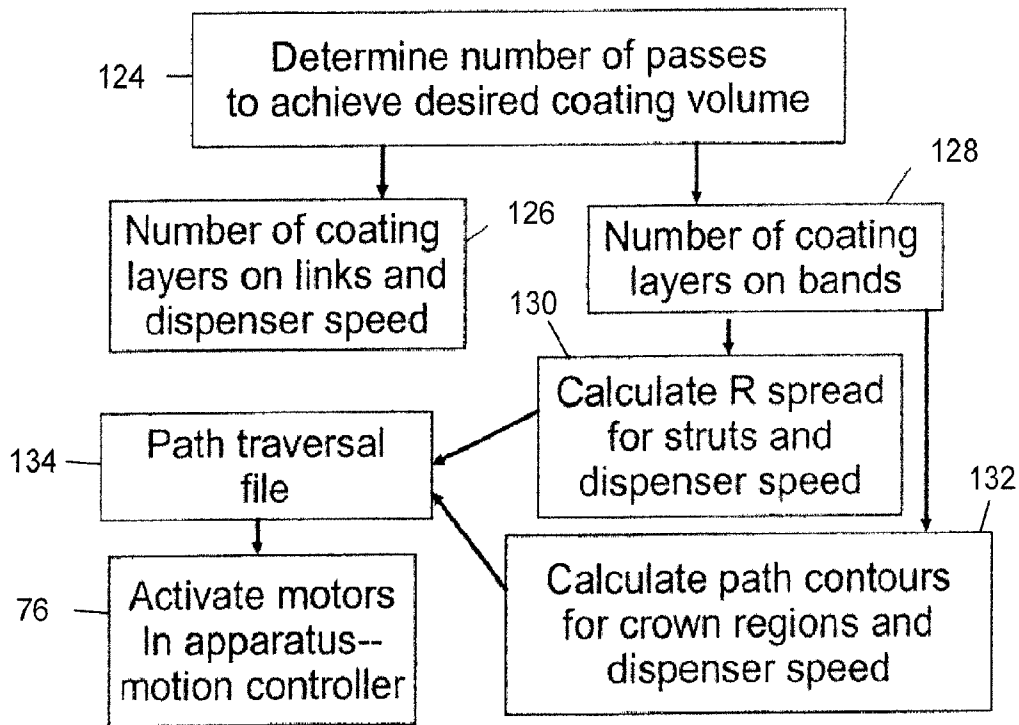 124
Determine number of passes
to achieve desired coating volume
128
Number of coating
layers on links and
dispenser speed
126
Number of coating
layers on bands
130
Calculate R spread
for struts and
dispenser speed
134
Path traversal
file
132
Calculate path contours
for crown regions and
dispenser speed
76
Activate motors
In apparatus--
motion controller